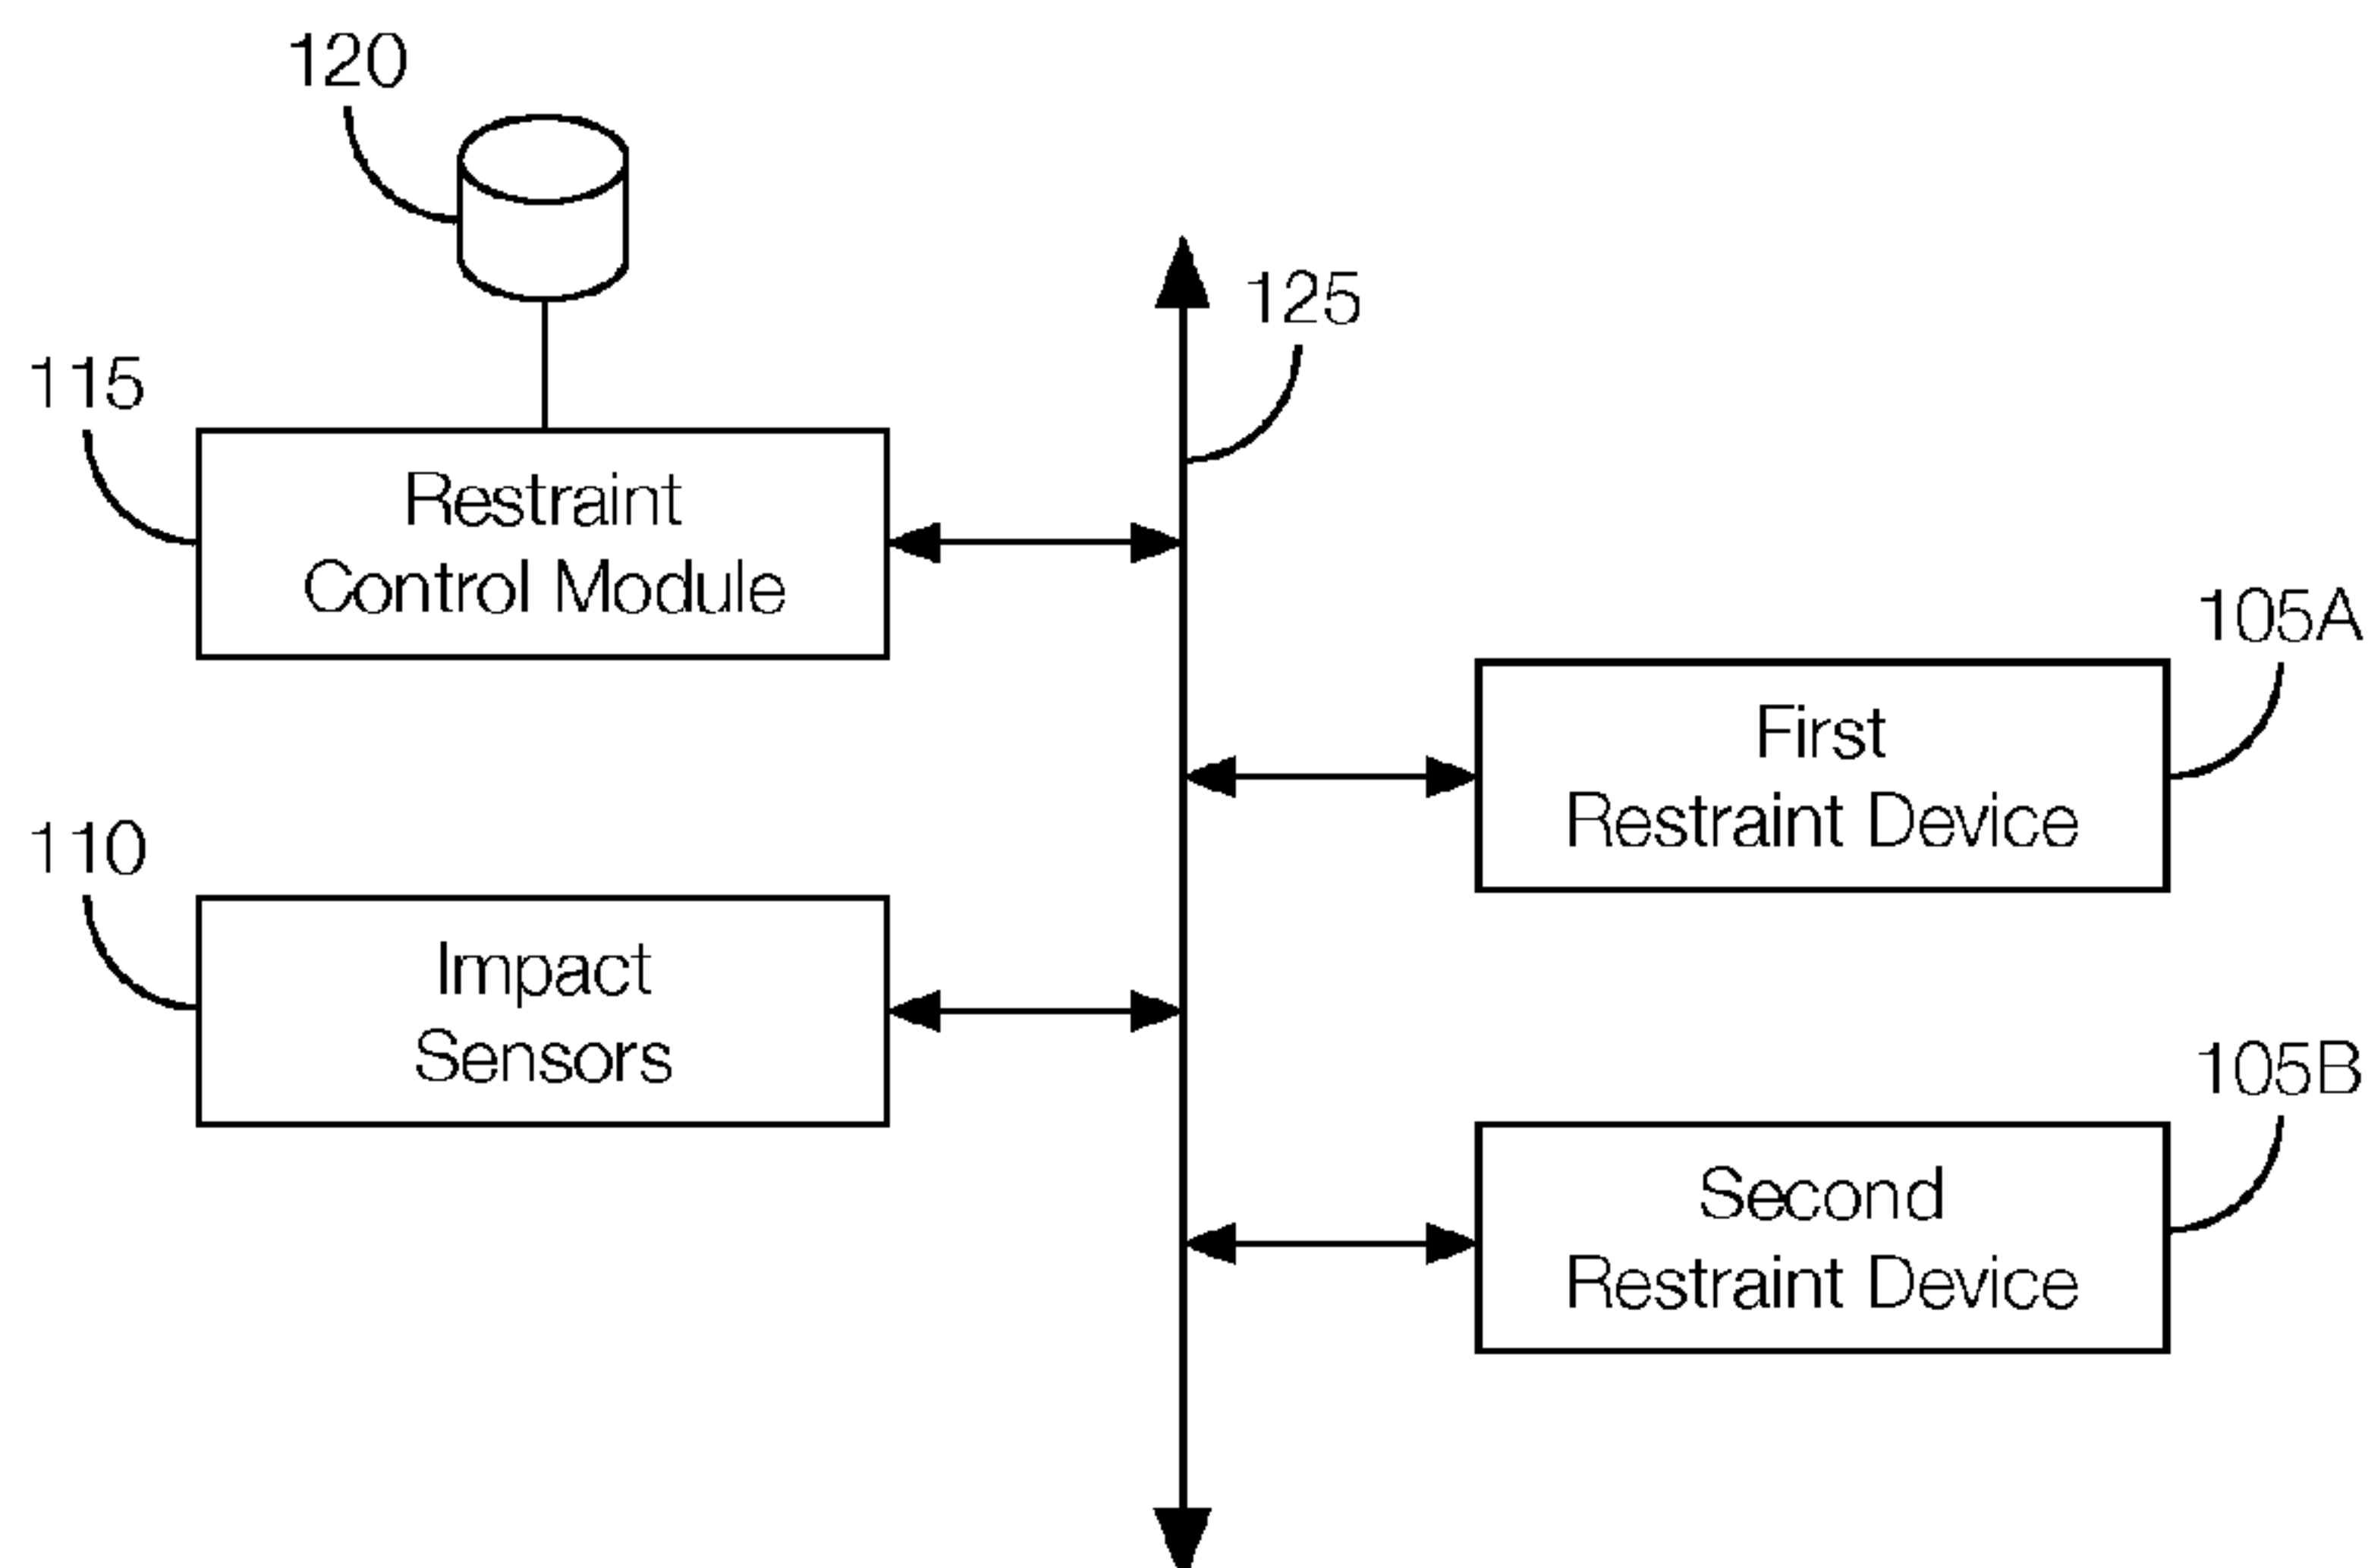 120
125
115
Restraint
Control Module
105A
First
Restraint Device
110
Impact
Sensors
105B
Second
Restraint Device